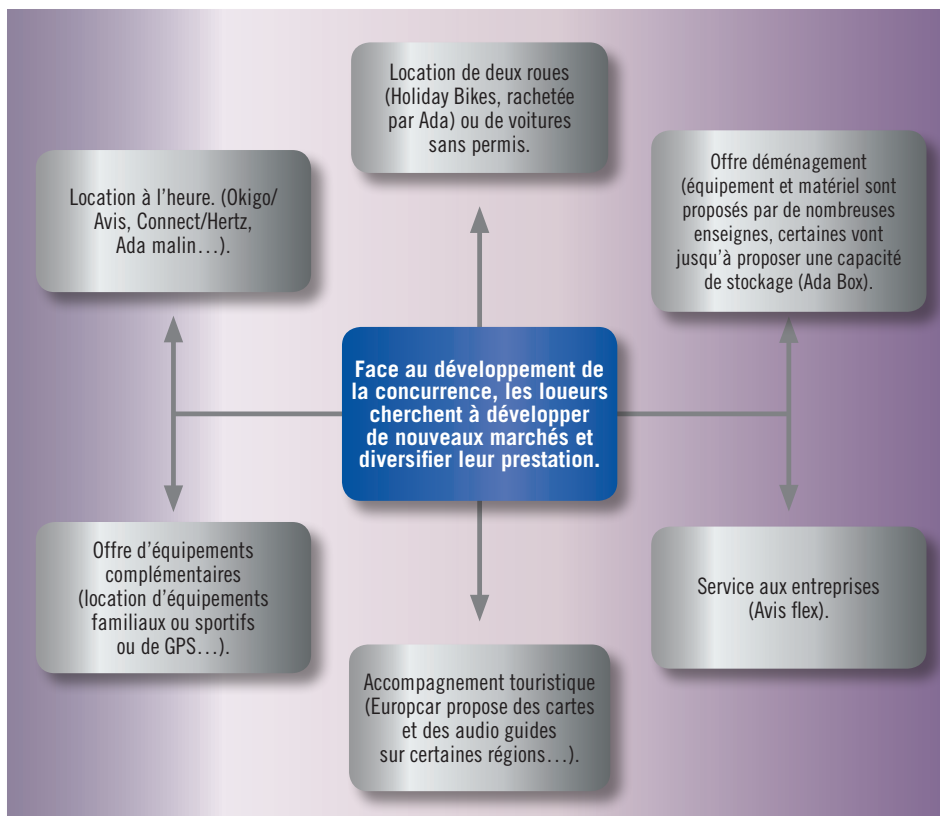 Location de deux roues
(Holiday Bikes, rachetée
par Ada) ou de voitures
sans permis.
Location à l'heure. (Okigo/
Avis, Connect/Hertz,
Ada malin…).
Offre déménagement
(équipement et matériel sont
proposés par de nombreuses
enseignes, certaines vont
jusqu'à proposer une capacité
de stockage (Ada Box).
Face au développement de
la concurrence, les loueurs
cherchent à développer
de nouveaux marchés et
diversifier leur prestation.
Offre d'équipements
complémentaires
(location d'équipements
familiaux ou sportifs
ou de GPS…).
Service aux entreprises
(Avis flex).
Accompagnement touristique
(Europcar propose des cartes
et des audio guides
sur certaines régions…).